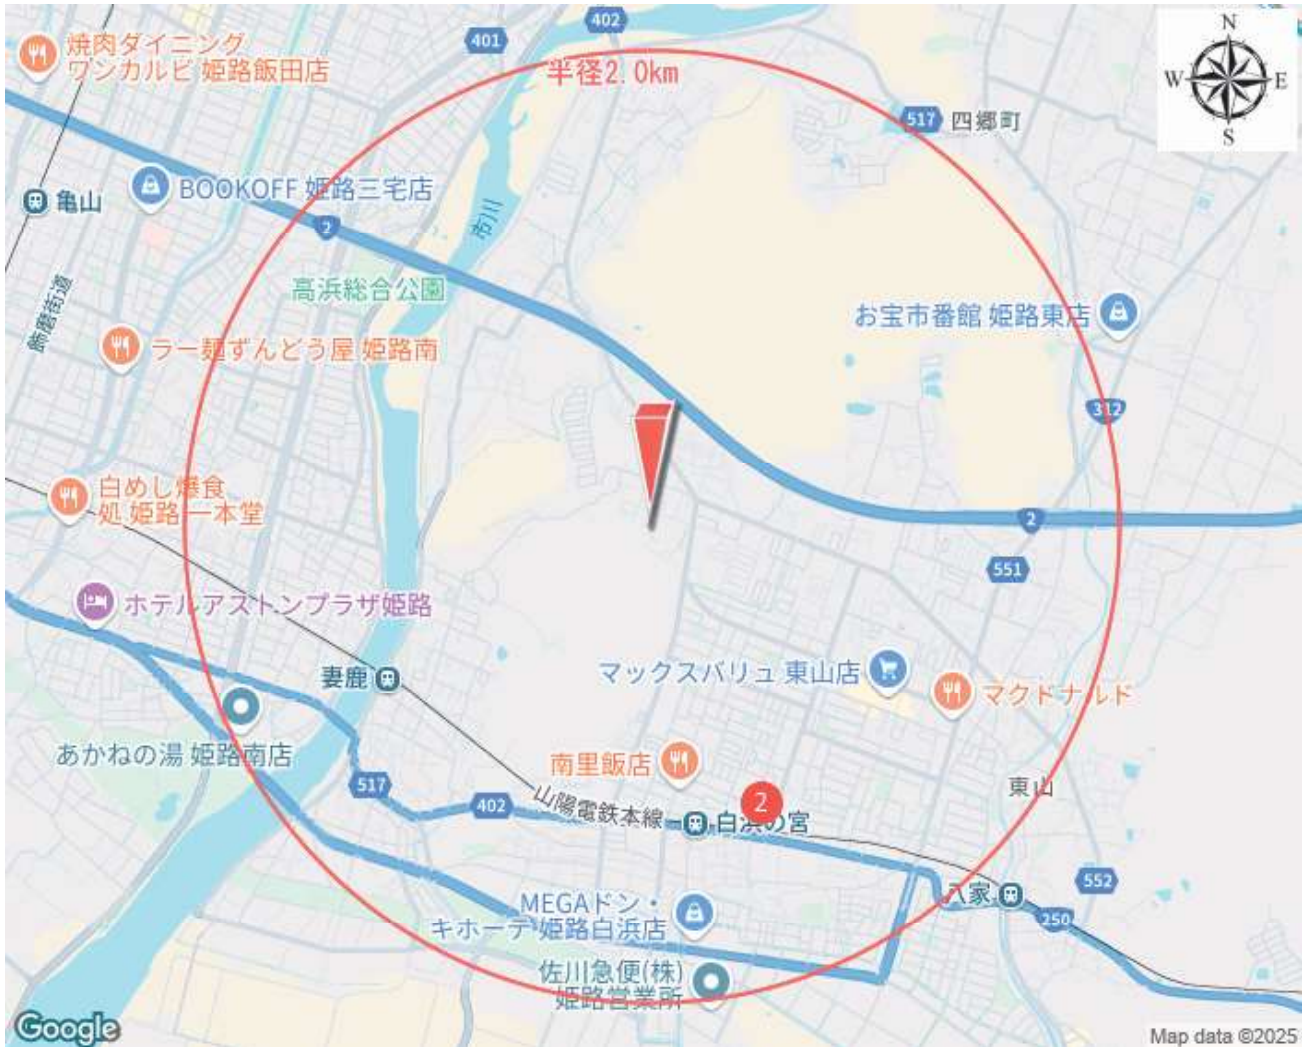 402
401
焼肉ダイニング
ワンカルビ 姫路飯田店
半径2.0km
N
W
E
S
517
四郷町
BOOKOFF 姫路三宅店
亀山
市川
2
高浜総合公園
飾磨街道
お宝市番館 姫路東店
ラー麺ずんどう屋 姫路南
312
白めし爆食
処 姫路 一本堂
2
551
ホテルアストンプラザ姫路
妻鹿
マックスバリュ 東山店
マクドナルド
あかねの湯 姫路南店
南里飯店
517
402
山陽電鉄本線
2
白浜の宮
東山
552
八家
250
MEGAドン・
キホーテ 姫路白浜店
佐川急便(株)
姫路営業所
Google
Map data ©2025